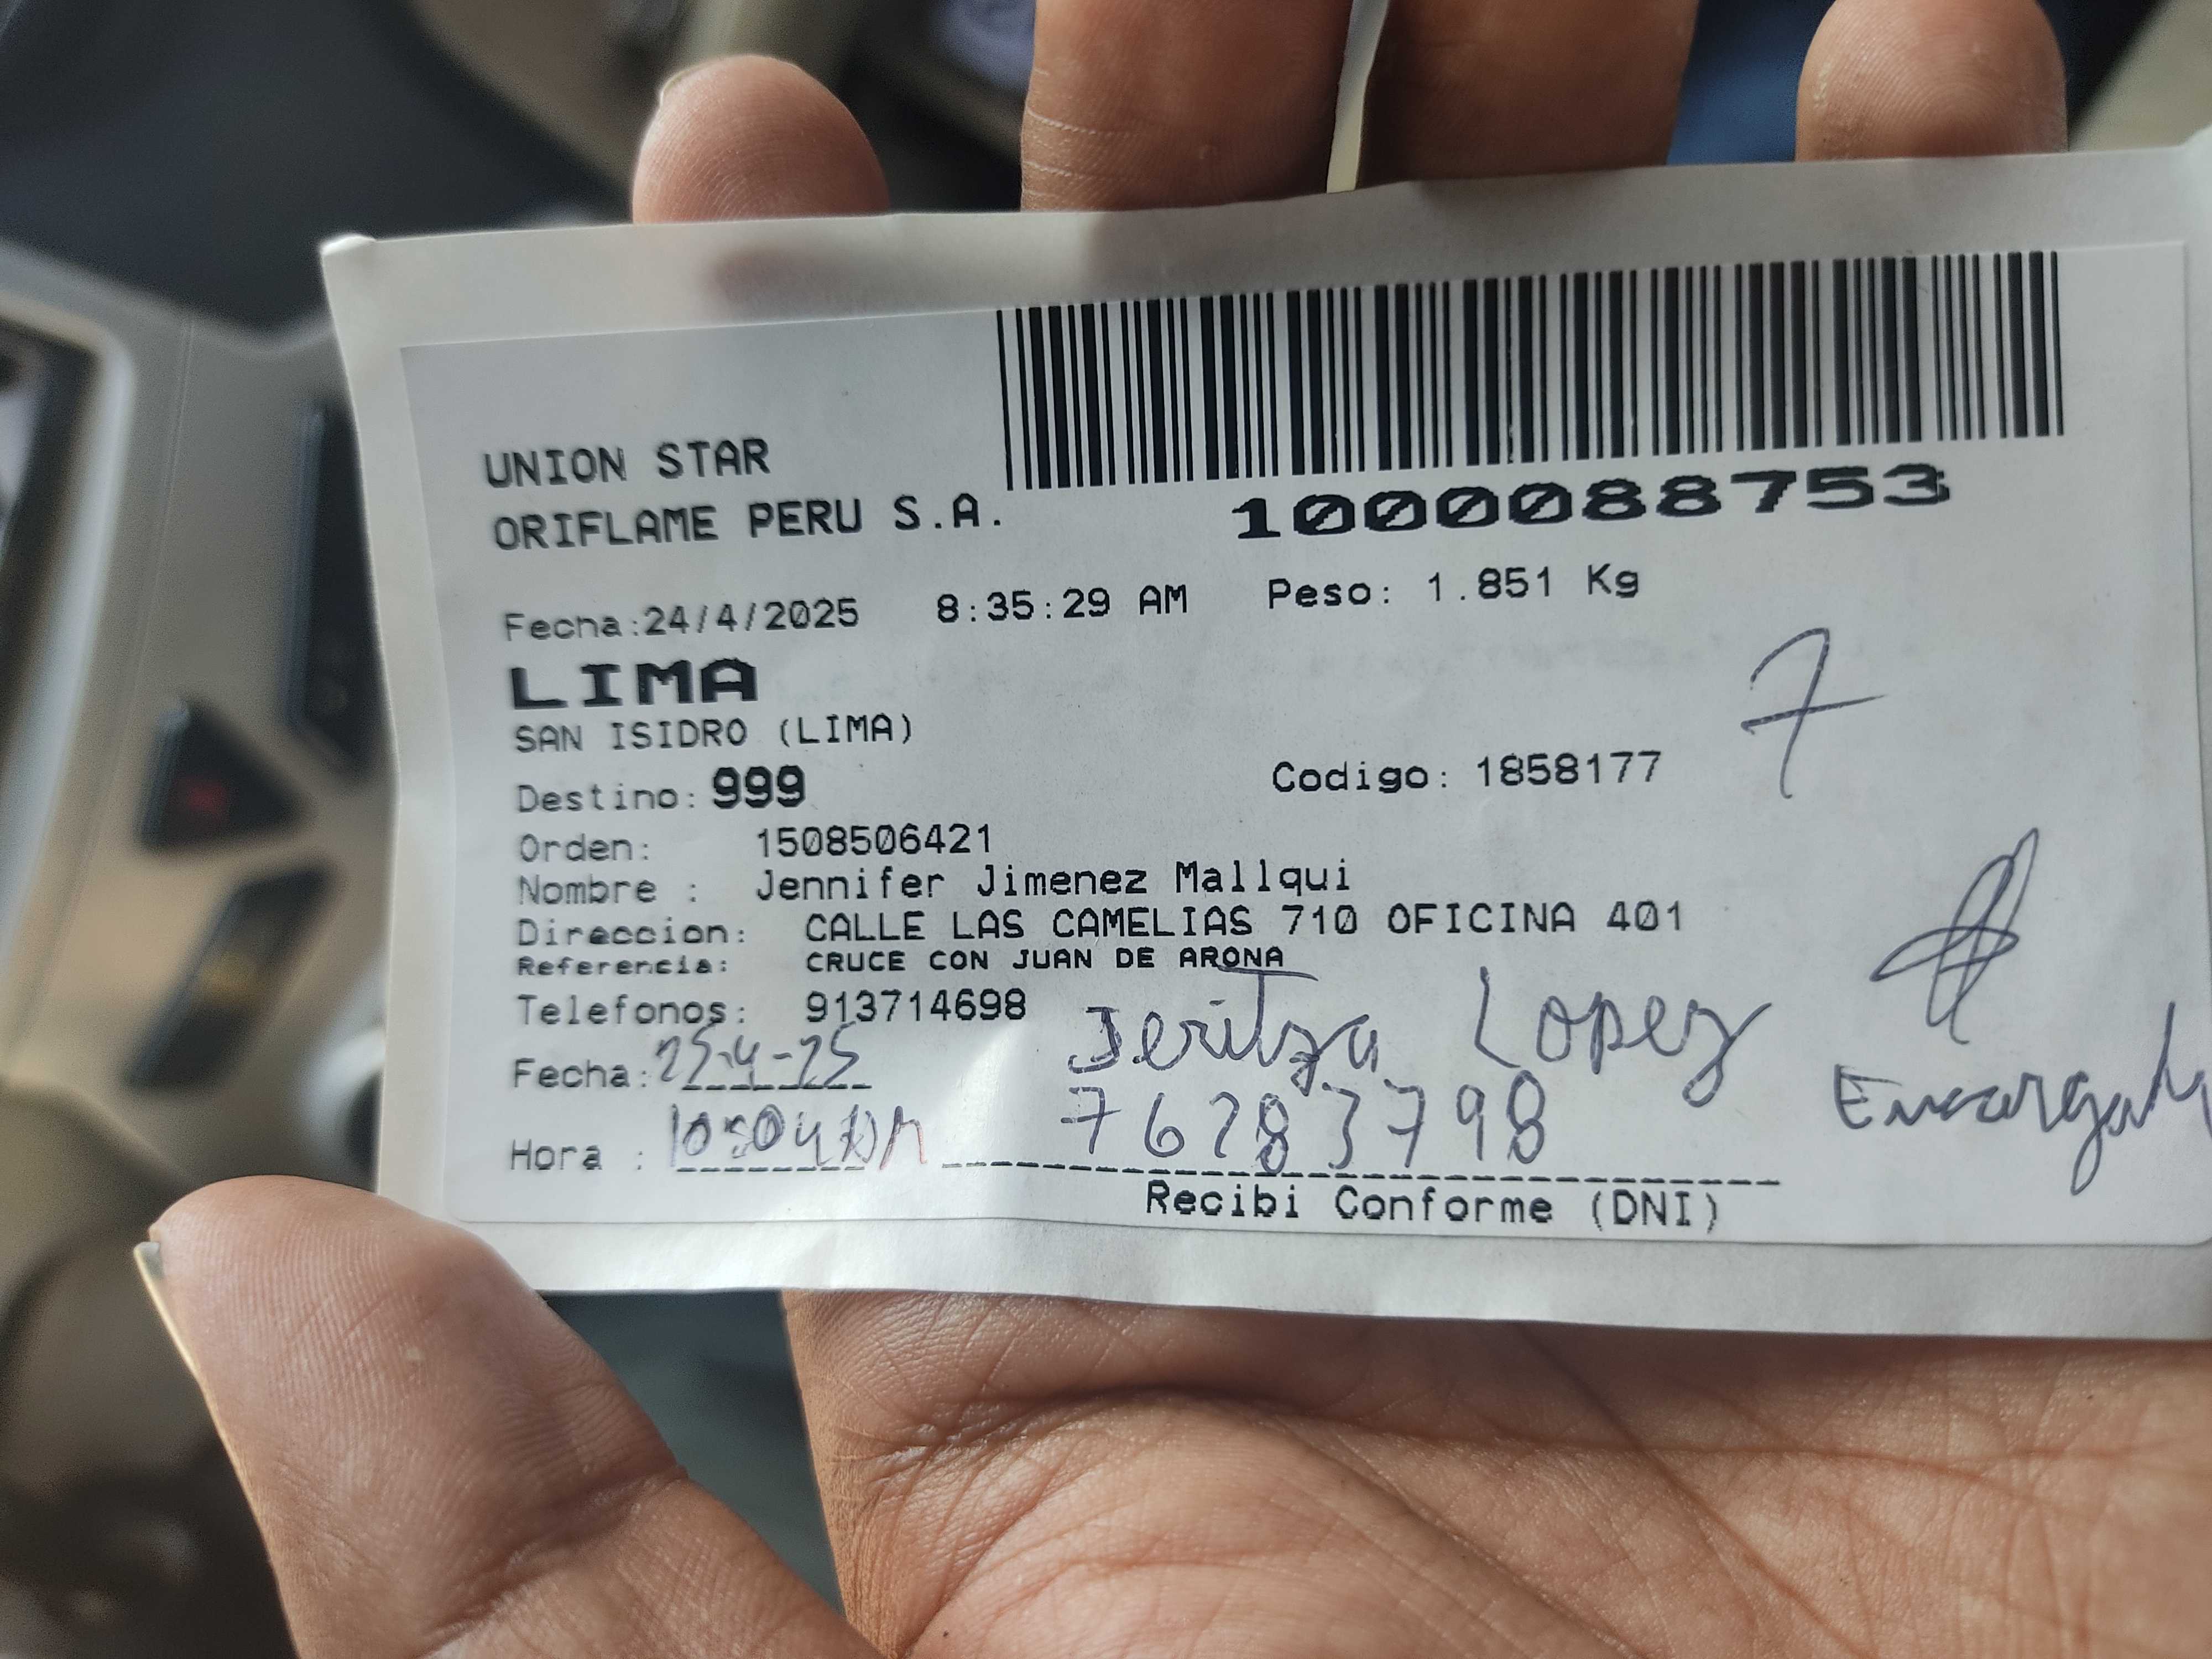 UNION STAR
ORIFLAME PERU S.A.
1000088753
Fecha:24/4/2025 8:35:29 AM Peso: 1.851 Kg
LIMA
7
SAN ISIDRO (LIMA)
Destino: 999 Codigo: 1858177
Orden: 1508506421
Nombre : Jennifer Jimenez Mallqui
Direccion: CALLE LAS CAMELIAS 710 OFICINA 401
Referencia: CRUCE CON JUAN DE ARONA
Telefonos: 913714698
Jeritza Lopez
Fecha: 25-4-25
76283798
Hora :
Recibi Conforme (DNI)